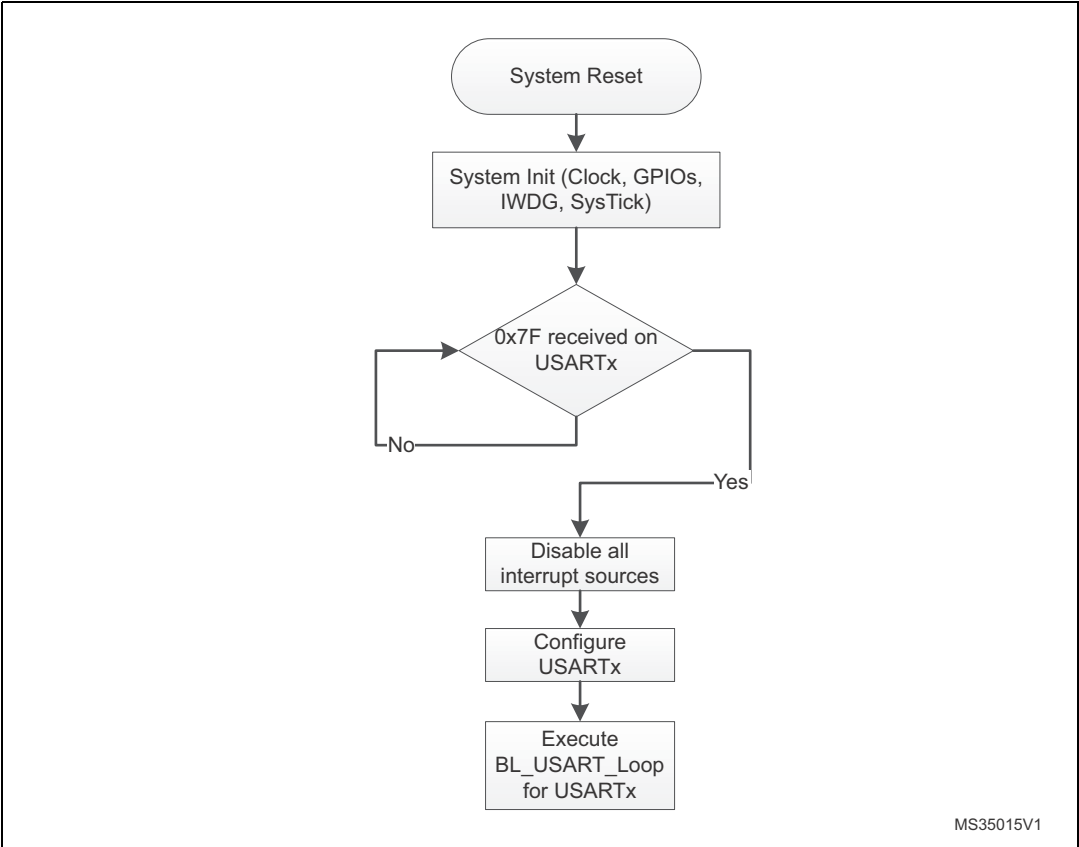 System Reset
System Init (Clock, GPIOs,
IWDG, SysTick)
0x7F received on
USARTx
No
Yes
Disable all
interrupt sources
Configure
USARTx
Execute
BL_USART_Loop
for USARTx
MS35015V1